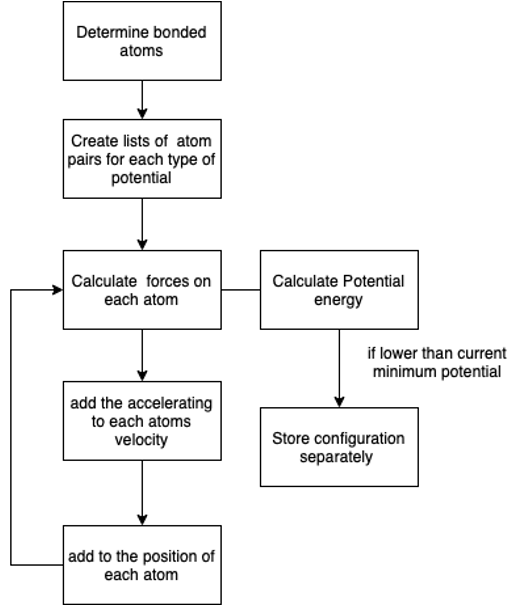 Determine bonded
atoms
Create lists of atom
pairs for each type of
potential
Calculate forces on
each atom
Calculate Potential
energy
if lower than current
minimum potential
add the accelerating
to each atoms
velocity
Store configuration
separately
add to the position of
each atom